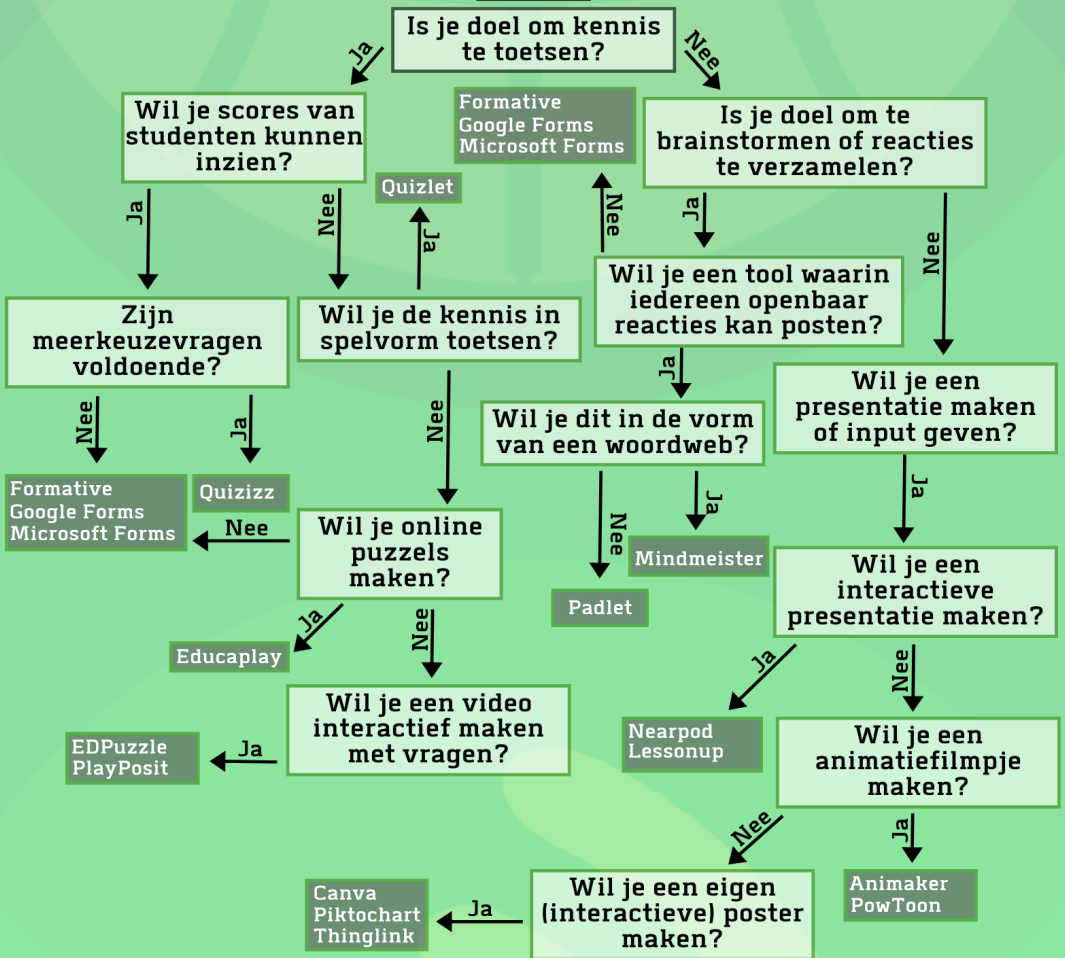 Is je doel om kennis
te toetsen?
Ja
Nee
Wil je scores van
studenten kunnen
inzien?
Formative
Google Forms
Microsoft Forms
Is je doel om te
brainstormen of reacties
te verzamelen?
Quizlet
Ja
Nee
Ja
Nee
Ja
Nee
Zijn
meerkeuzevragen
voldoende?
Wil je de kennis in
spelvorm toetsen?
Wil je een tool waarin
iedereen openbaar
reacties kan posten?
Ja
Wil je een
presentatie maken
of input geven?
Nee
Ja
Nee
Wil je dit in de vorm
van een woordweb?
Ja
Formative
Google Forms
Microsoft Forms
Quizizz
Nee
Wil je online
puzzels
maken?
Nee
Ja
Mindmeister
Padlet
Wil je een
interactieve
presentatie maken?
Ja
Nee
Educaplay
Ja
Nee
Wil je een video
interactief maken
met vragen?
Ja
EDPuzzle
PlayPosit
Nearpod
Lessonup
Wil je een
animatiefilmpje
maken?
Nee
Ja
Canva
Piktochart
Thinglink
Ja
Wil je een eigen
(interactieve) poster
maken?
Animaker
PowToon